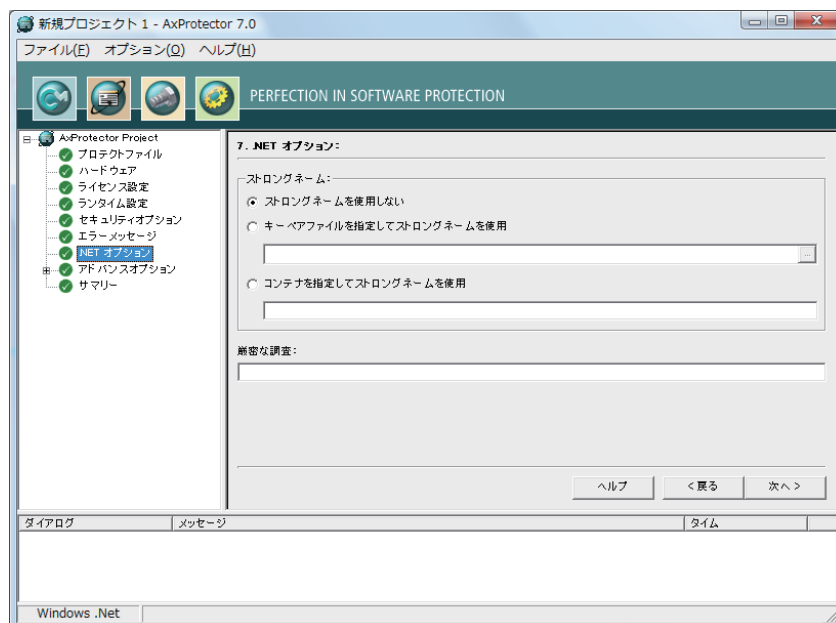 新規プロジェクト 1 - AxProtector 7.0
ファイル(F) オプション(O) ヘルプ(H)
PERFECTION IN SOFTWARE PROTECTION
AxProtector Project
プロテクトファイル
ハードウェア
ライセンス設定
ランタイム設定
セキュリティオプション
エラーメッセージ
.NET オプション
アドバンスオプション
サマリー
7. .NET オプション:
ストロングネーム:
ストロングネームを使用しない
キーペアファイルを指定してストロングネームを使用
...
コンテナを指定してストロングネームを使用
厳密な調査:
ヘルプ
<戻る
次へ>
ダイアログ メッセージ タイム
Windows .Net